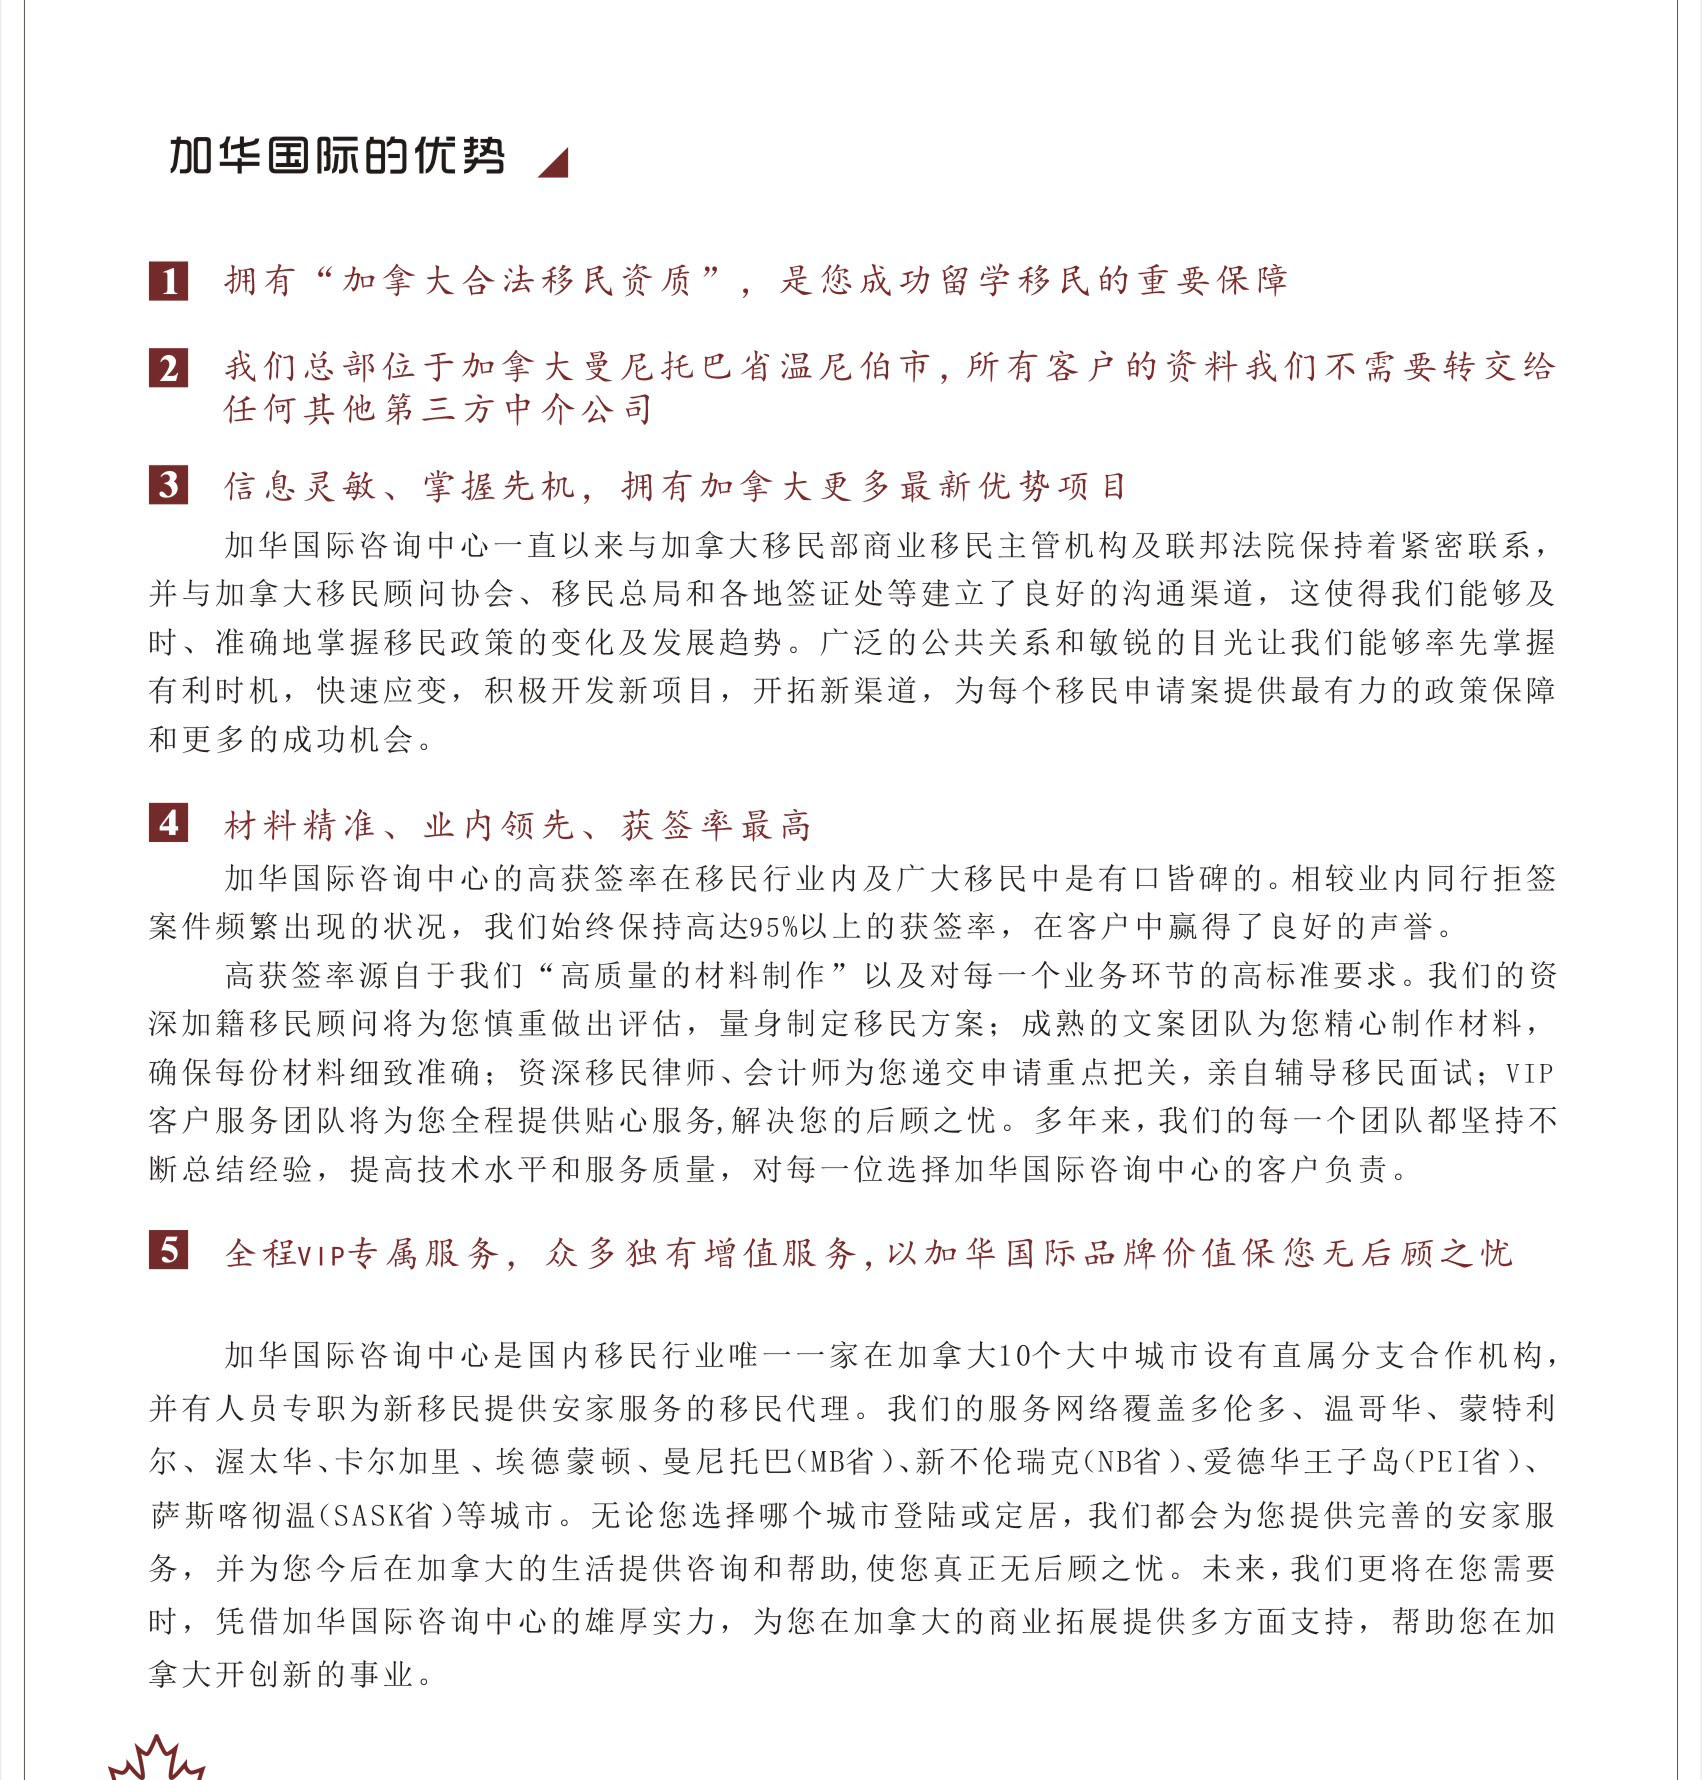 加华国际的优势
1 拥有“加拿大合法移民资质”，是您成功留学移民的重要保障
2 我们总部位于加拿大曼尼托巴省温尼伯市，所有客户的资料我们不需要转交给
任何其他第三方中介公司
3 信息灵敏、掌握先机，拥有加拿大更多最新优势项目
加华国际咨询中心一直以来与加拿大移民部商业移民主管机构及联邦法院保持着紧密联系，
并与加拿大移民顾问协会、移民总局和各地签证处等建立了良好的沟通渠道，这使得我们能够及
时、准确地掌握移民政策的变化及发展趋势。广泛的公共关系和敏锐的目光让我们能够率先掌握
有利时机，快速应变，积极开发新项目，开拓新渠道，为每个移民申请案提供最有力的政策保障
和更多的成功机会。
4 材料精准、业内领先、获签率最高
加华国际咨询中心的高获签率在移民行业内及广大移民中是有口皆碑的。相较业内同行拒签
案件频繁出现的状况，我们始终保持高达95%以上的获签率，在客户中赢得了良好的声誉。
高获签率源自于我们“高质量的材料制作”以及对每一个业务环节的高标准要求。我们的资
深加籍移民顾问将为您慎重做出评估，量身制定移民方案；成熟的文案团队为您精心制作材料，
确保每份材料细致准确；资深移民律师、会计师为您递交申请重点把关，亲自辅导移民面试；VIP
客户服务团队将为您全程提供贴心服务,解决您的后顾之忧。多年来，我们的每一个团队都坚持不
断总结经验，提高技术水平和服务质量，对每一位选择加华国际咨询中心的客户负责。
5 全程VIP专属服务，众多独有增值服务,以加华国际品牌价值保您无后顾之忧
加华国际咨询中心是国内移民行业唯一一家在加拿大10个大中城市设有直属分支合作机构，
并有人员专职为新移民提供安家服务的移民代理。我们的服务网络覆盖多伦多、温哥华、蒙特利
尔、渥太华、卡尔加里、埃德蒙顿、曼尼托巴(MB省)、新不伦瑞克(NB省)、爱德华王子岛(PEI省)、
萨斯喀彻温(SASK省)等城市。无论您选择哪个城市登陆或定居，我们都会为您提供完善的安家服
务，并为您今后在加拿大的生活提供咨询和帮助,使您真正无后顾之忧。未来，我们更将在您需要
时，凭借加华国际咨询中心的雄厚实力，为您在加拿大的商业拓展提供多方面支持，帮助您在加
拿大开创新的事业。